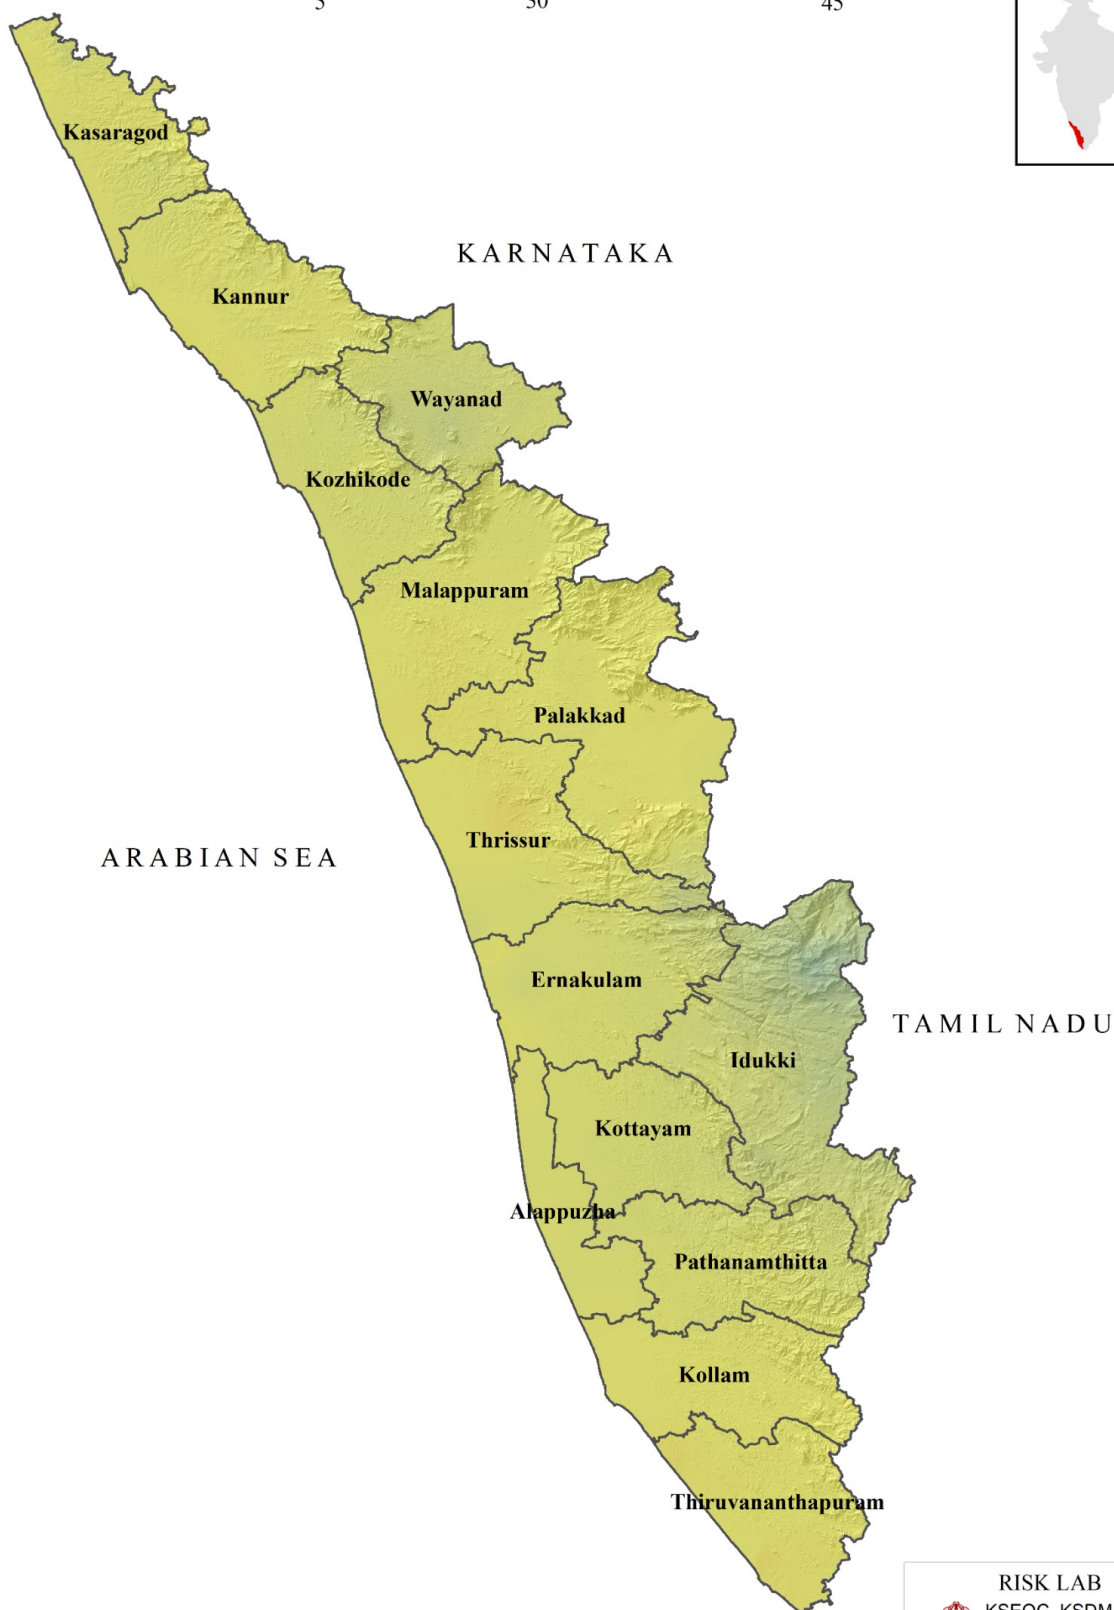 5 30 45
Kasaragod
KARNATAKA
Kannur
Wayanad
Kozhikode
Malappuram
Palakkad
Thrissur
ARABIAN SEA
Ernakulam
TAMIL NADU
Idukki
Kottayam
Alappuzha
Pathanamthitta
Kollam
Thiruvananthapuram
RISK LAB